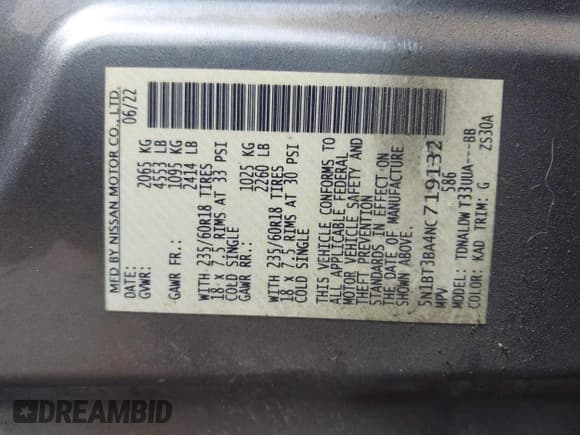 MFD BY NISSAN MOTOR CO., LTD.
DATE: 06/22
GVWR: 2065 KG
4553 LB
GAWR FR.: 1095 KG
2414 LB
WITH 235/60R18 TIRES
18 x 7.5 RIMS AT 33 PSI
COLD SINGLE
GAWR RR.: 1025 KG
2260 LB
WITH 235/60R18 TIRES
18 x 7.5 RIMS AT 30 PSI
COLD SINGLE
THIS VEHICLE CONFORMS TO
ALL APPLICABLE FEDERAL
MOTOR VEHICLE SAFETY AND
THEFT PREVENTION
STANDARDS IN EFFECT ON
THE DATE OF MANUFACTURE
SHOWN ABOVE.
5N1BT3BA4NC719132
MPV 586
MODEL: TDNALDW T33UUA---BB
COLOR: KAD TRIM: G ZS30A
DREAMBID